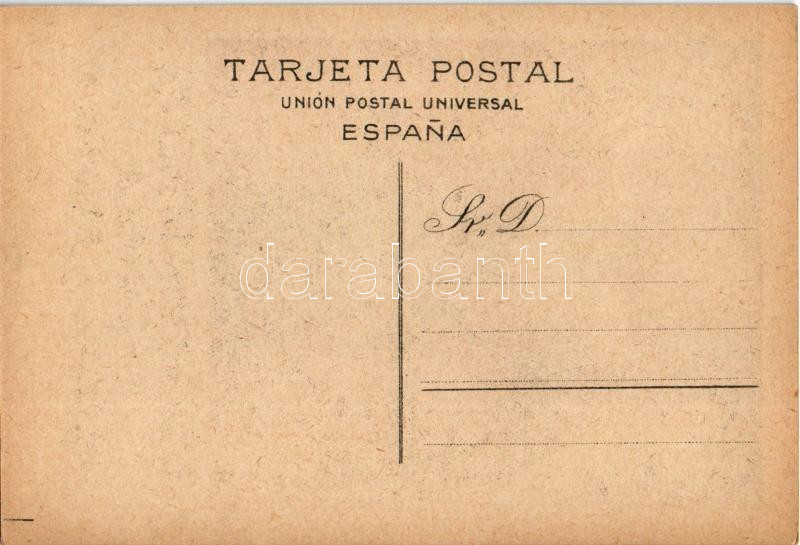 TARJETA POSTAL
UNIÓN POSTAL UNIVERSAL
ESPAÑA
Sr„ D.
darabanth